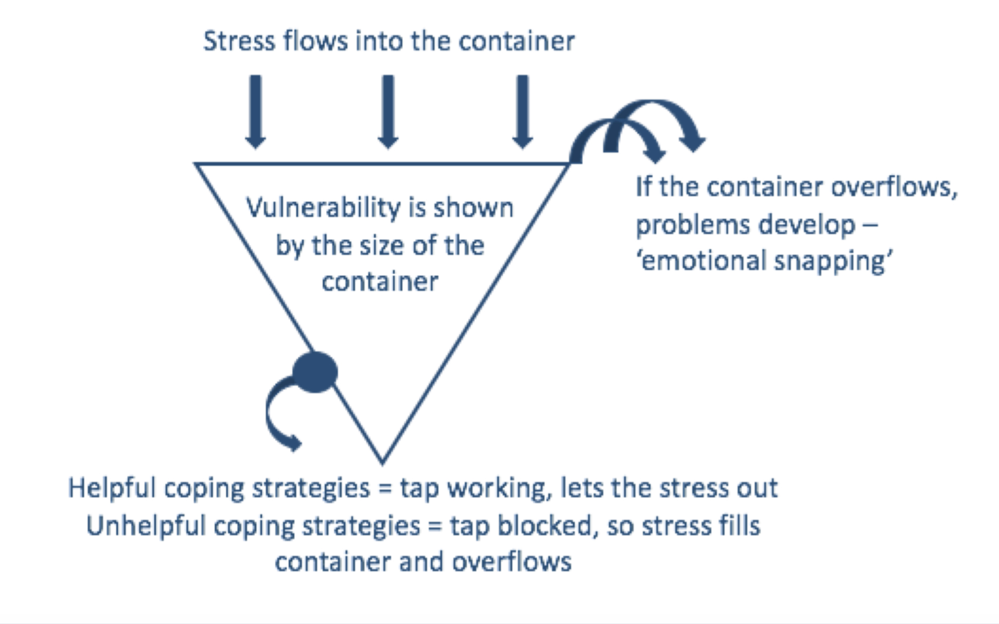 Stress flows into the container
Vulnerability is shown
by the size of the
container
If the container overflows,
problems develop –
‘emotional snapping’
Helpful coping strategies = tap working, lets the stress out
Unhelpful coping strategies = tap blocked, so stress fills
container and overflows